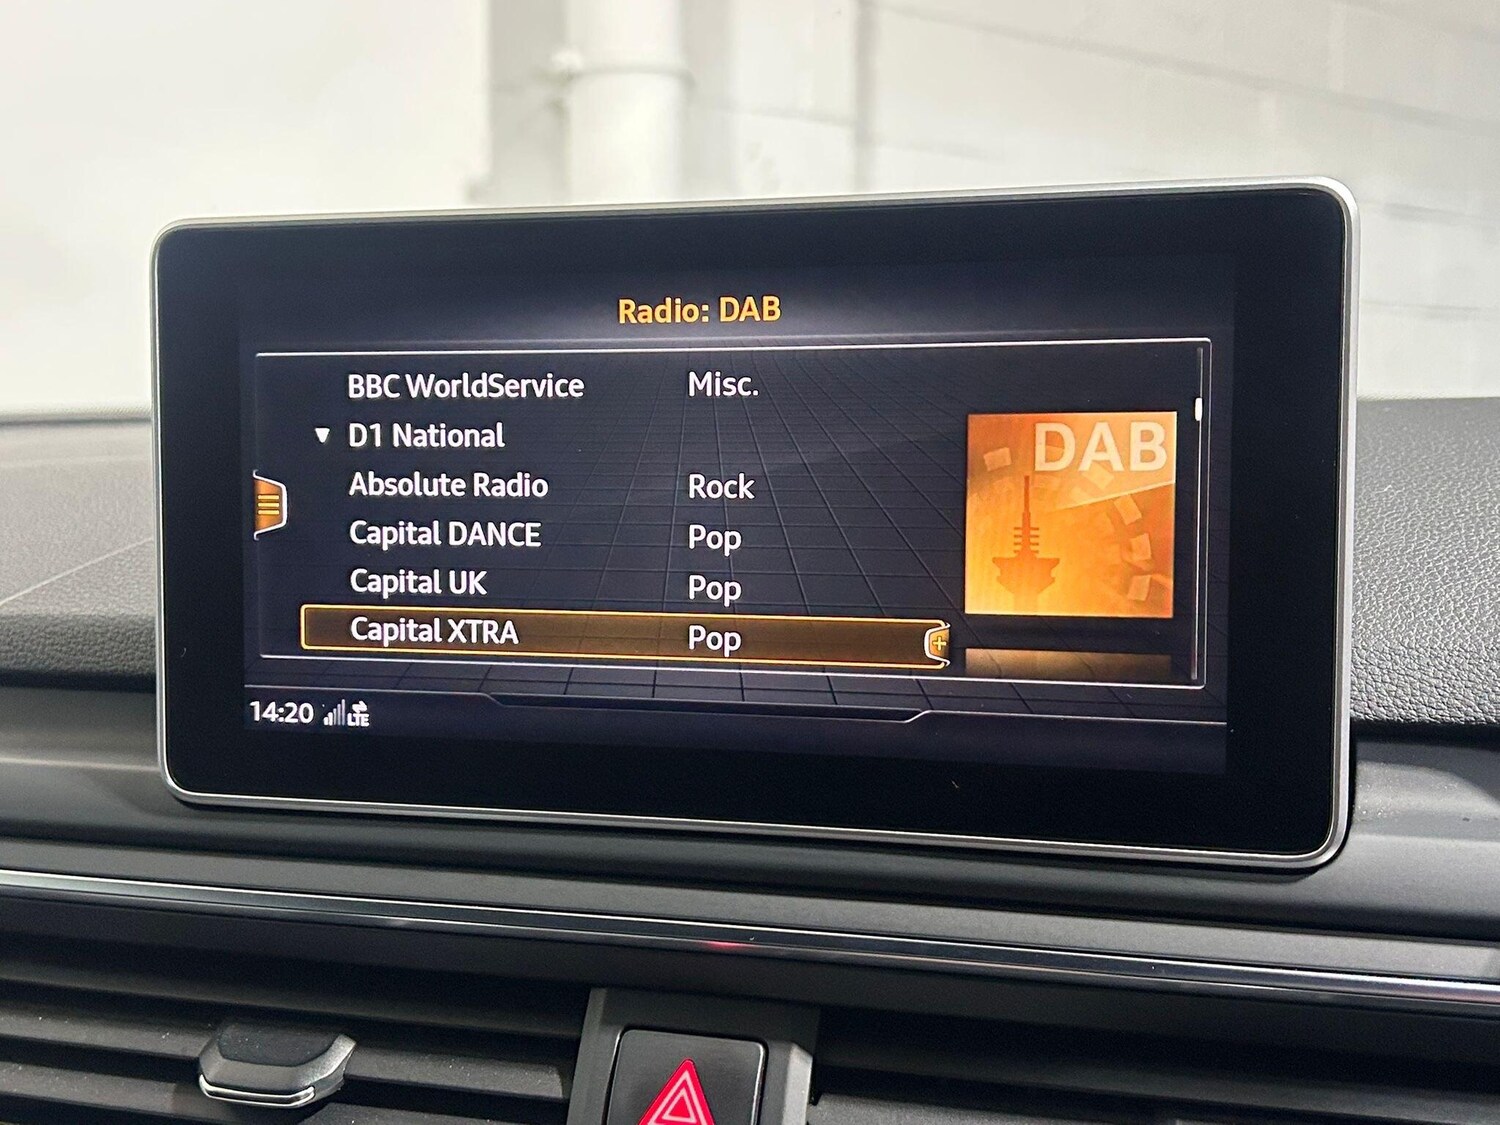 Radio: DAB
BBC WorldService Misc.
D1 National
Absolute Radio Rock
Capital DANCE Pop
Capital UK Pop
Capital XTRA Pop
DAB
14:20 LTE